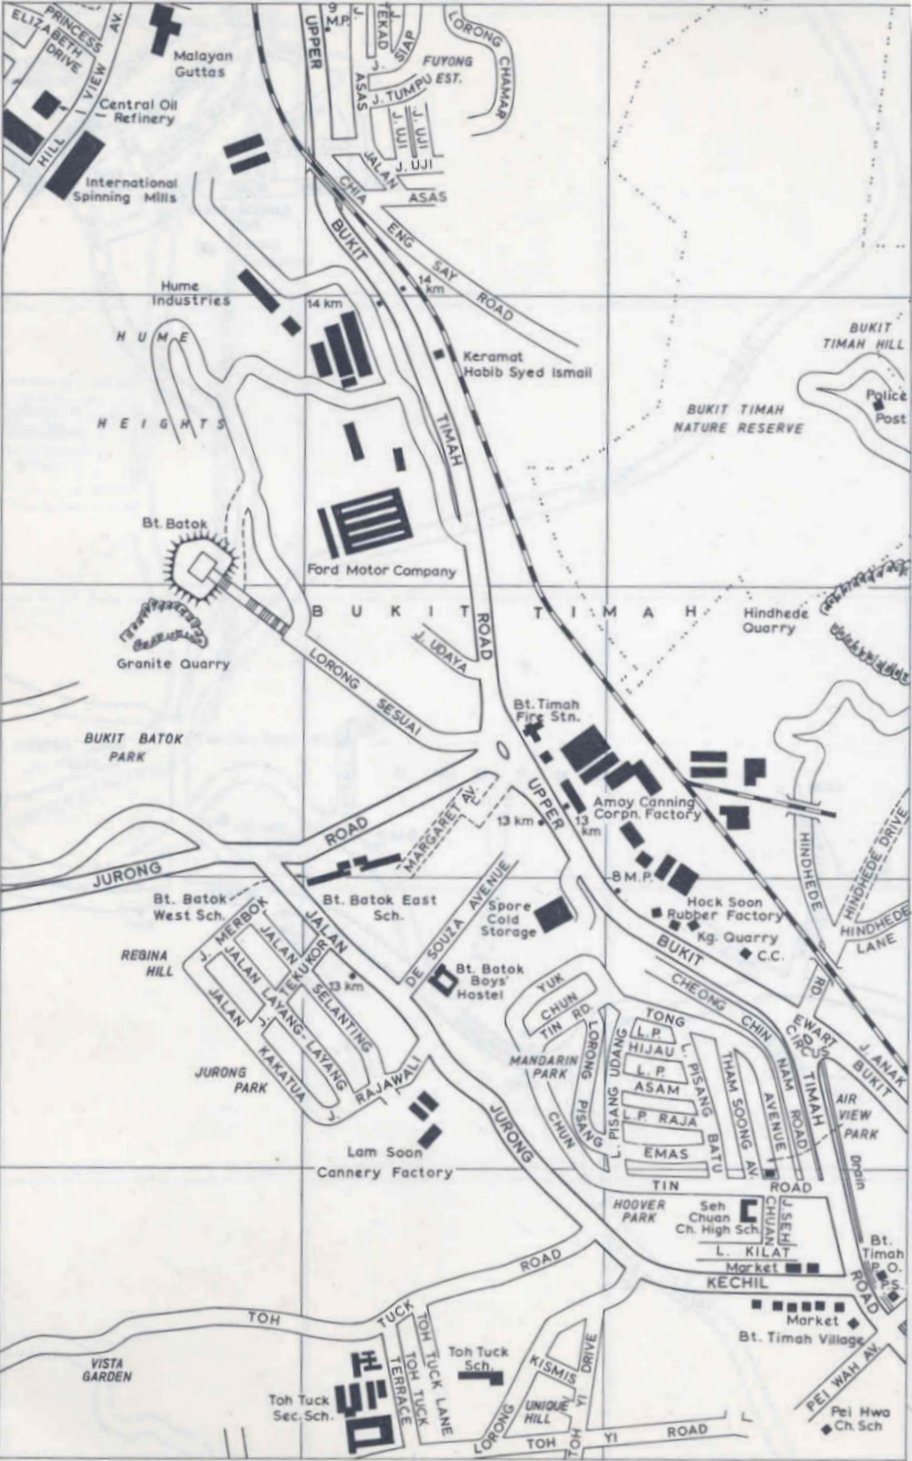 PRINCESS
ELIZABETH
DRIVE
HILL VIEW AV.
Malayan
Guttas
Central Oil
Refinery
International
Spinning Mills
UPPER
9
M.P.
J.
TEKAD
J.
SIAP
J.
ASAS
J. TUMPU
FUYONG
EST.
LORONG
CHAMAR
J. UJI
J. UJI
J. UJI
JALAN
ASAS
CHIA
ENG
SAY
ROAD
BUKIT
Hume
Industries
14 km
14
km
HUME
HEIGHTS
Keramat
Habib Syed Ismail
TIMAH
BUKIT
TIMAH HILL
Police
Post
BUKIT TIMAH
NATURE RESERVE
Bt. Batok
Ford Motor Company
BUKIT TIMAH
Hindhede
Quarry
Granite Quarry
ROAD
J. UDAYA
LORONG
SESUAI
BUKIT BATOK
PARK
Bt. Timah
Fire Stn.
UPPER
Amoy Canning
Corpn. Factory
13 km
13
km
MARGARET AV.
ROAD
JURONG
HINDHEDE
HINDHEDE DRIVE
HINDHEDE
LANE
8 M.P.
Bt. Batok
West Sch.
Bt. Batok East
Sch.
DE SOUZA AVENUE
Spore
Cold
Storage
Hock Soon
Rubber Factory
Kg. Quarry
C.C.
BUKIT
RD.
REGINA
HILL
J.
MERBOK
JALAN
TEKUKOR
JALAN
JALAN
LAYANG-LAYANG
J.
SELANTING
13 km
JALAN
KAKATUA
J.
RAJAWALI
JURONG
PARK
Bt. Batok
Boys'
Hostel
YUK
CHUN
TIN RD.
LORONG
PISANG
MANDARIN
PARK
CHUN
TIN
L. PISANG UDANG
TONG
L.P.
HIJAU
L. P.
ASAM
L.P. RAJA
EMAS
L. PISANG
BATU
THAM SOONG AV.
CHEONG
CHIN
NAM
ROAD
AVENUE
TIMAH
EWART
CIRCUS
J. ANAK
BUKIT
AIR
VIEW
PARK
Drain
Lam Soon
Cannery Factory
JURONG
ROAD
HOOVER
PARK
Seh
Chuan
Ch. High Sch.
J. SEH
CHUAN
L. KILAT
Market
KECHIL
Bt.
Timah
P.O.
P.S.
ROAD
Market
Bt. Timah Village
TOH
TUCK
ROAD
TOH TUCK LANE
TOH TUCK
TERRACE
Toh Tuck
Sch.
Toh Tuck
Sec. Sch.
VISTA
GARDEN
KISMIS
UNIQUE
HILL
LORONG
TOH YI DRIVE
TOH
YI
ROAD
PEI WAH AV.
Pei Hwa
Ch. Sch